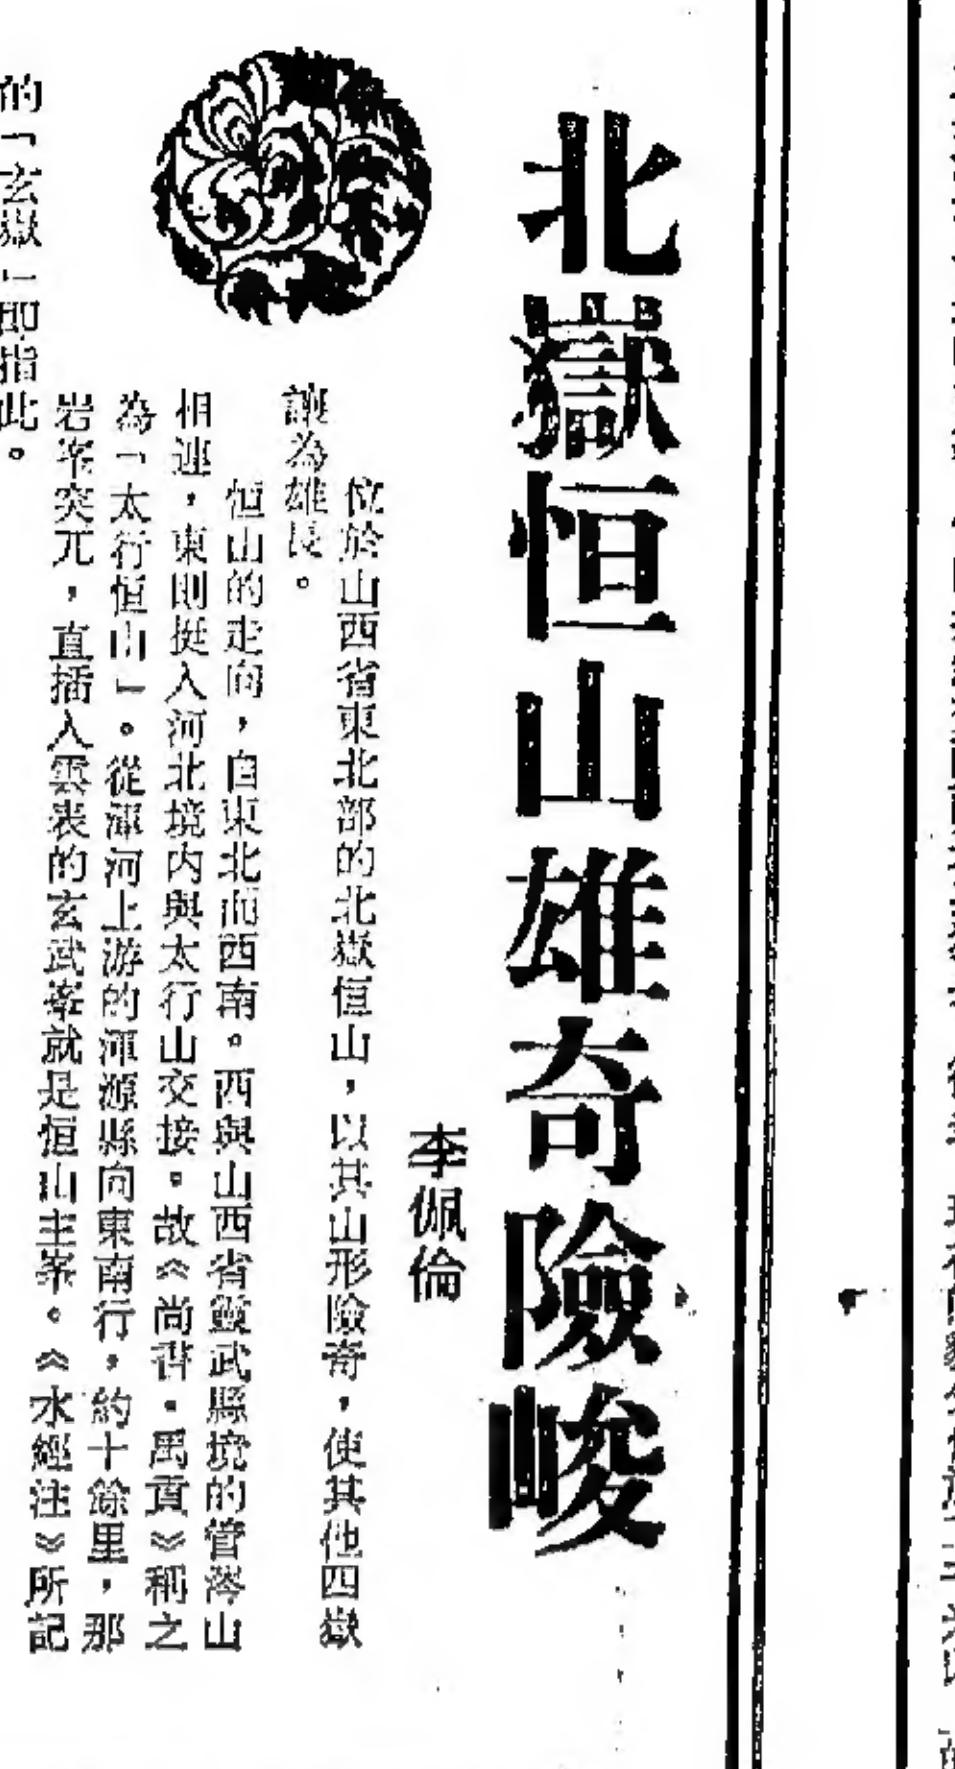 北嶽恒山雄奇險峻
李佩倫
位於山西省東北部的北嶽恒山，以其山形險奇，使其他四嶽
讓為雄長。
恒山的走向，自東北而西南。西與山西省靈武縣境的管涔山
相連，東則挺入河北境内與太行山交接。故《尚書·禹貢》稱之
為「太行恒山」。從渾河上游的渾源縣向東南行，約十餘里，那
岩峯突兀，直插入雲表的玄武峯就是恒山主峯。《水經注》所記
的「玄嶽」即指此。